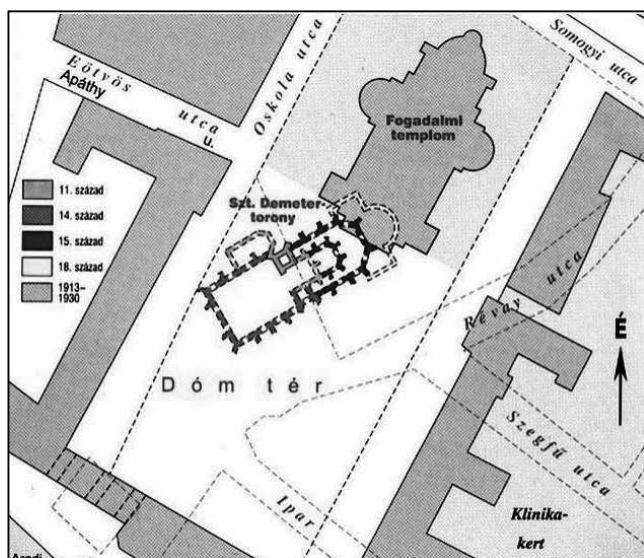 Somogyi utca
Eötvös utca
Apáthy u.
Oskola utca
Fogadalmi
templom
11. század
14. század
15. század
18. század
1913–
1930
Szt. Demeter-
torony
Révay utca
É
Dóm tér
Szegfű utca
Ipar
Klinika-
kert
Aradi